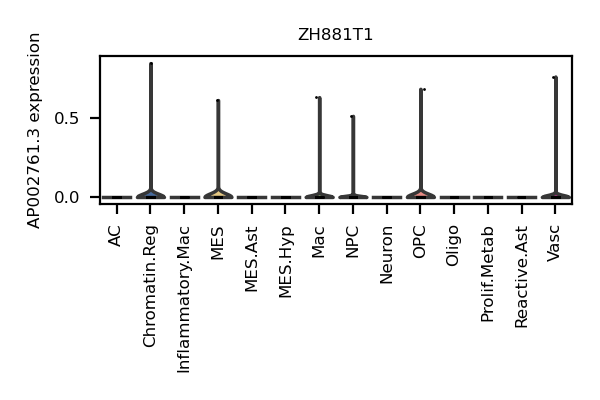 ZH881T1
AP002761.3 expression
0.5
0.0
AC
Chromatin.Reg
Inflammatory.Mac
MES
MES.Ast
MES.Hyp
Mac
NPC
Neuron
OPC
Oligo
Prolif.Metab
Reactive.Ast
Vasc